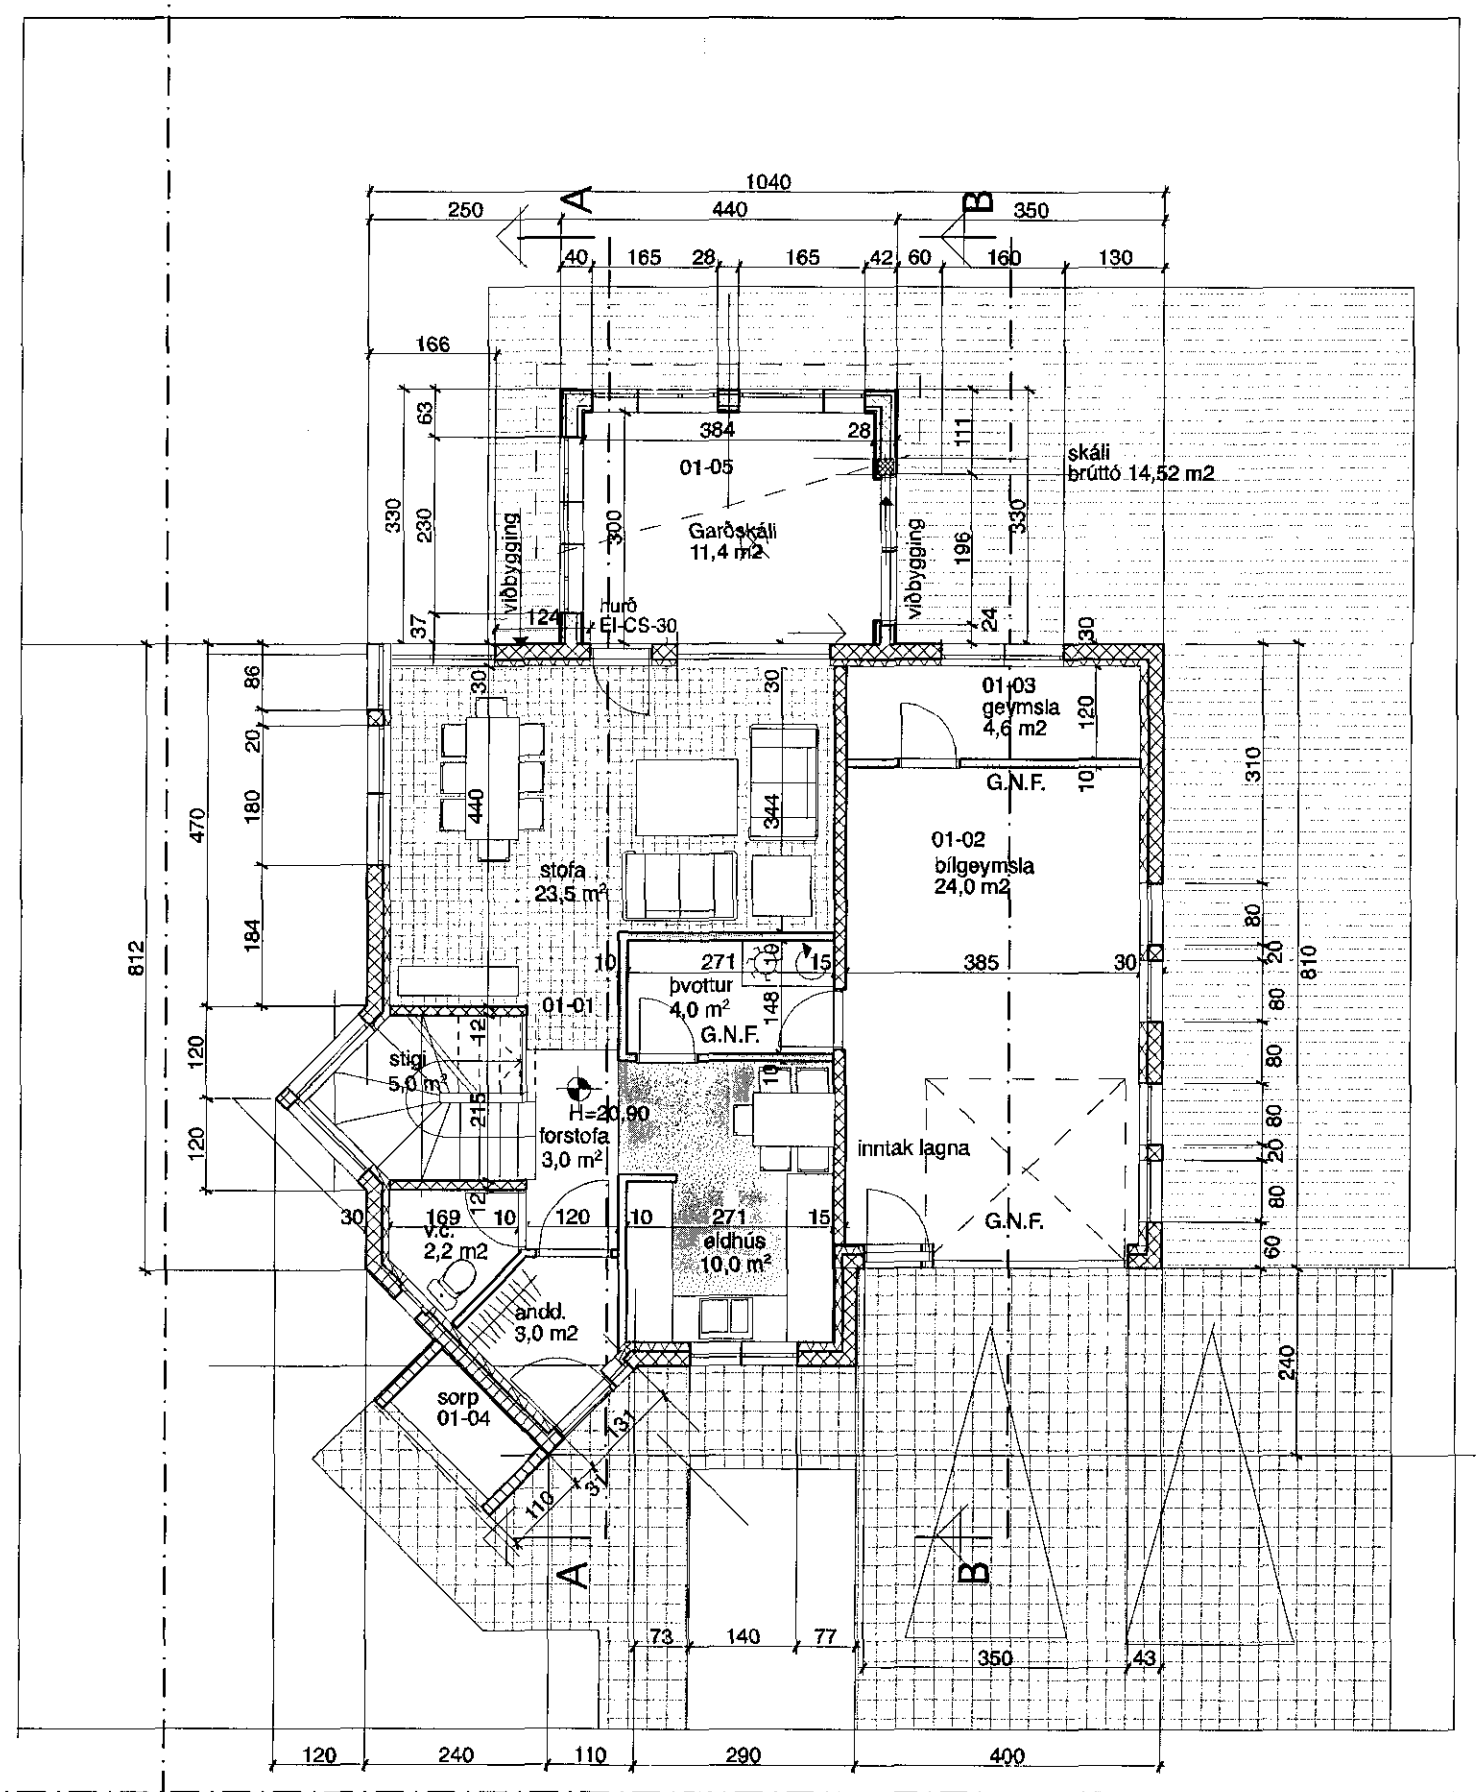 1040
250
A
440
B
350
40
165
28
165
42
60
160
130
166
63
384
28
111
01-05
skáli
brúttó 14,52 m2
330
230
viðbygging
300
Garðskáli
11,4 m2
viðbygging
196
330
37
124
hurð
EI-CS-30
24
30
86
30
30
01-03
geymsla
4,6 m2
120
20
G.N.F.
10
310
470
180
440
344
01-02
bílgeymsla
24,0 m2
stofa
23,5 m²
812
184
80
10
271
10
15
385
30
20
810
þvottur
4,0 m²
148
01-01
G.N.F.
80
120
12
stigi
5,0 m²
10
80
215
H=20,90
forstofa
3,0 m²
80
120
inntak lagna
20
12
80
30
169
10
120
10
271
15
G.N.F.
v.c.
2,2 m2
eldhús
10,0 m²
60
andd.
3,0 m2
240
sorp
01-04
131
37
110
A
B
73
140
77
350
43
120
240
110
290
400